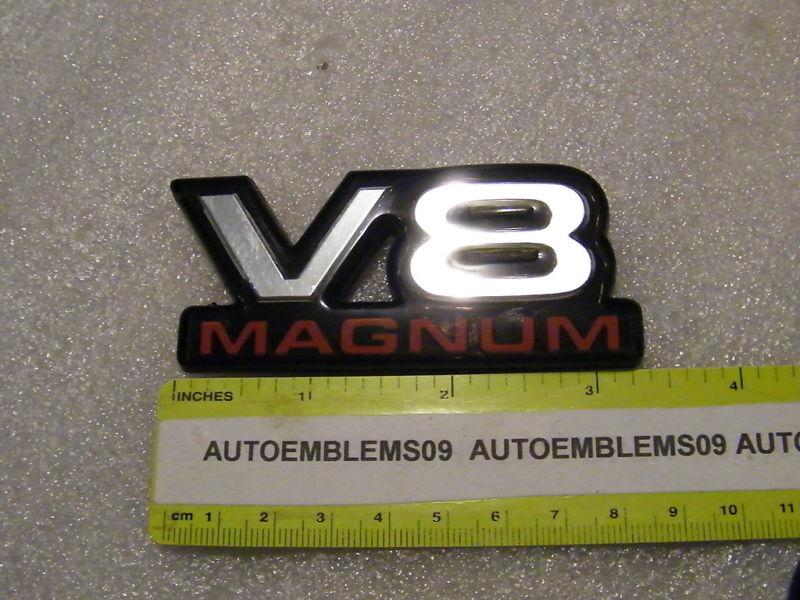 V8
MAGNUM
INCHES 1 2 3 4
AUTOEMBLEMS09 AUTOEMBLEMS09 AUTO
cm 1 2 3 4 5 6 7 8 9 10 11